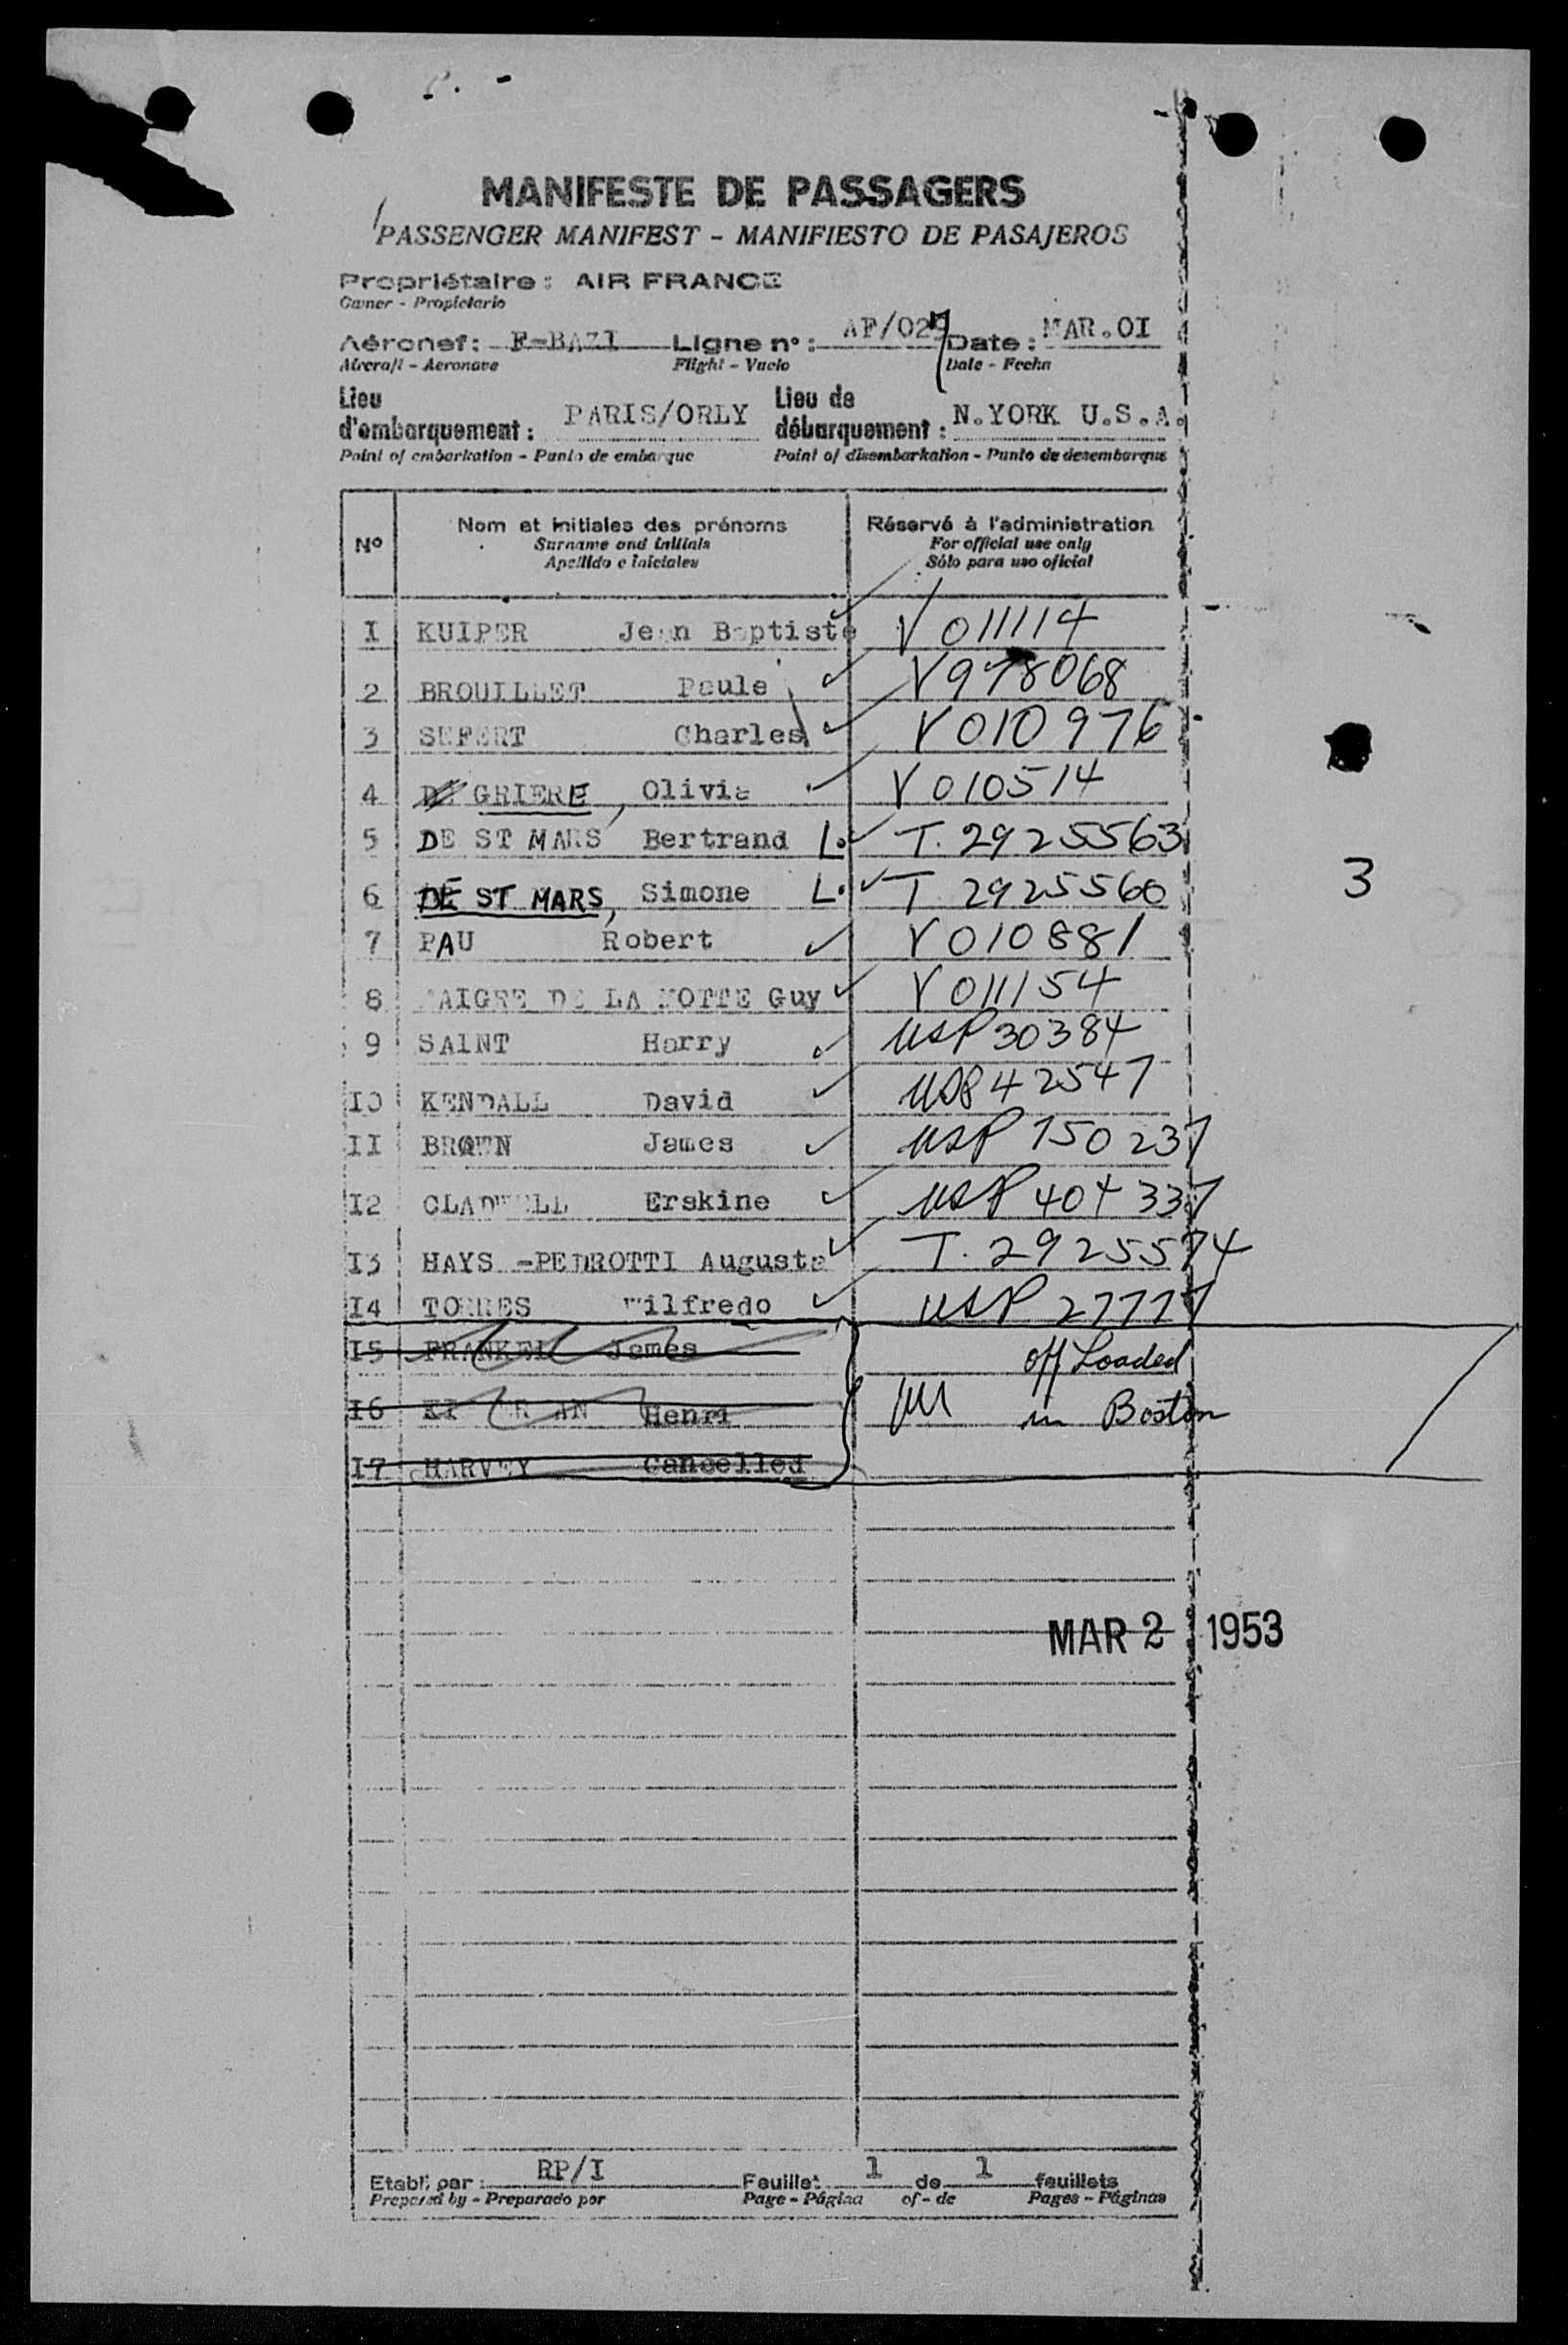 MANIFESTE DE PASSAGERS
PASSENGER MANIFEST - MANIFIESTO DE PASAJEROS
Propriétaire : AIR FRANCE
Owner - Propietario
Aéronef : F-BAZI Ligne n° : AF/027 Date : MAR.OI
Aircraft - Aeronave Flight - Vuelo Date - Fecha
Lieu d'embarquement : PARIS/ORLY Lieu de débarquement : N.YORK U.S.A.
Point of embarkation - Punto de embarque Point of disembarkation - Punto de desembarque
N° Nom et initiales des prénoms Réservé à l'administration
Surname and initials For official use only
Apellido e iniciales Sólo para uso oficial
I KUIPER Jean Baptiste V 011114
2 BROUILLET Paule V978068
3 SEFERT Charles V 010976
4 GRIERE, Olivia V 010514
5 DE ST MARS Bertrand L. T. 2925563
6 DE ST MARS, Simone L. T 2925560
3
7 PAU Robert V 010881
8 MAIGRE DE LA MOTTE Guy V 011154
9 SAINT Harry USP 30384
I0 KENDALL David 42547
II BROWN James USP 150237
I2 GLADWELL Erskine USP 404337
I3 HAYS -PEDROTTI Augusta T. 2925574
I4 TORRES Wilfredo USP 27777
I5 FRANKEL James off Loaded
I6 Henri in Boston
I7 HARVEY Cancelled
MAR 2 1953
Etabli par : RP/I Feuillet 1 de 1 feuillets
Prepared by - Preparado por Page - Página of - de Pages - Páginas